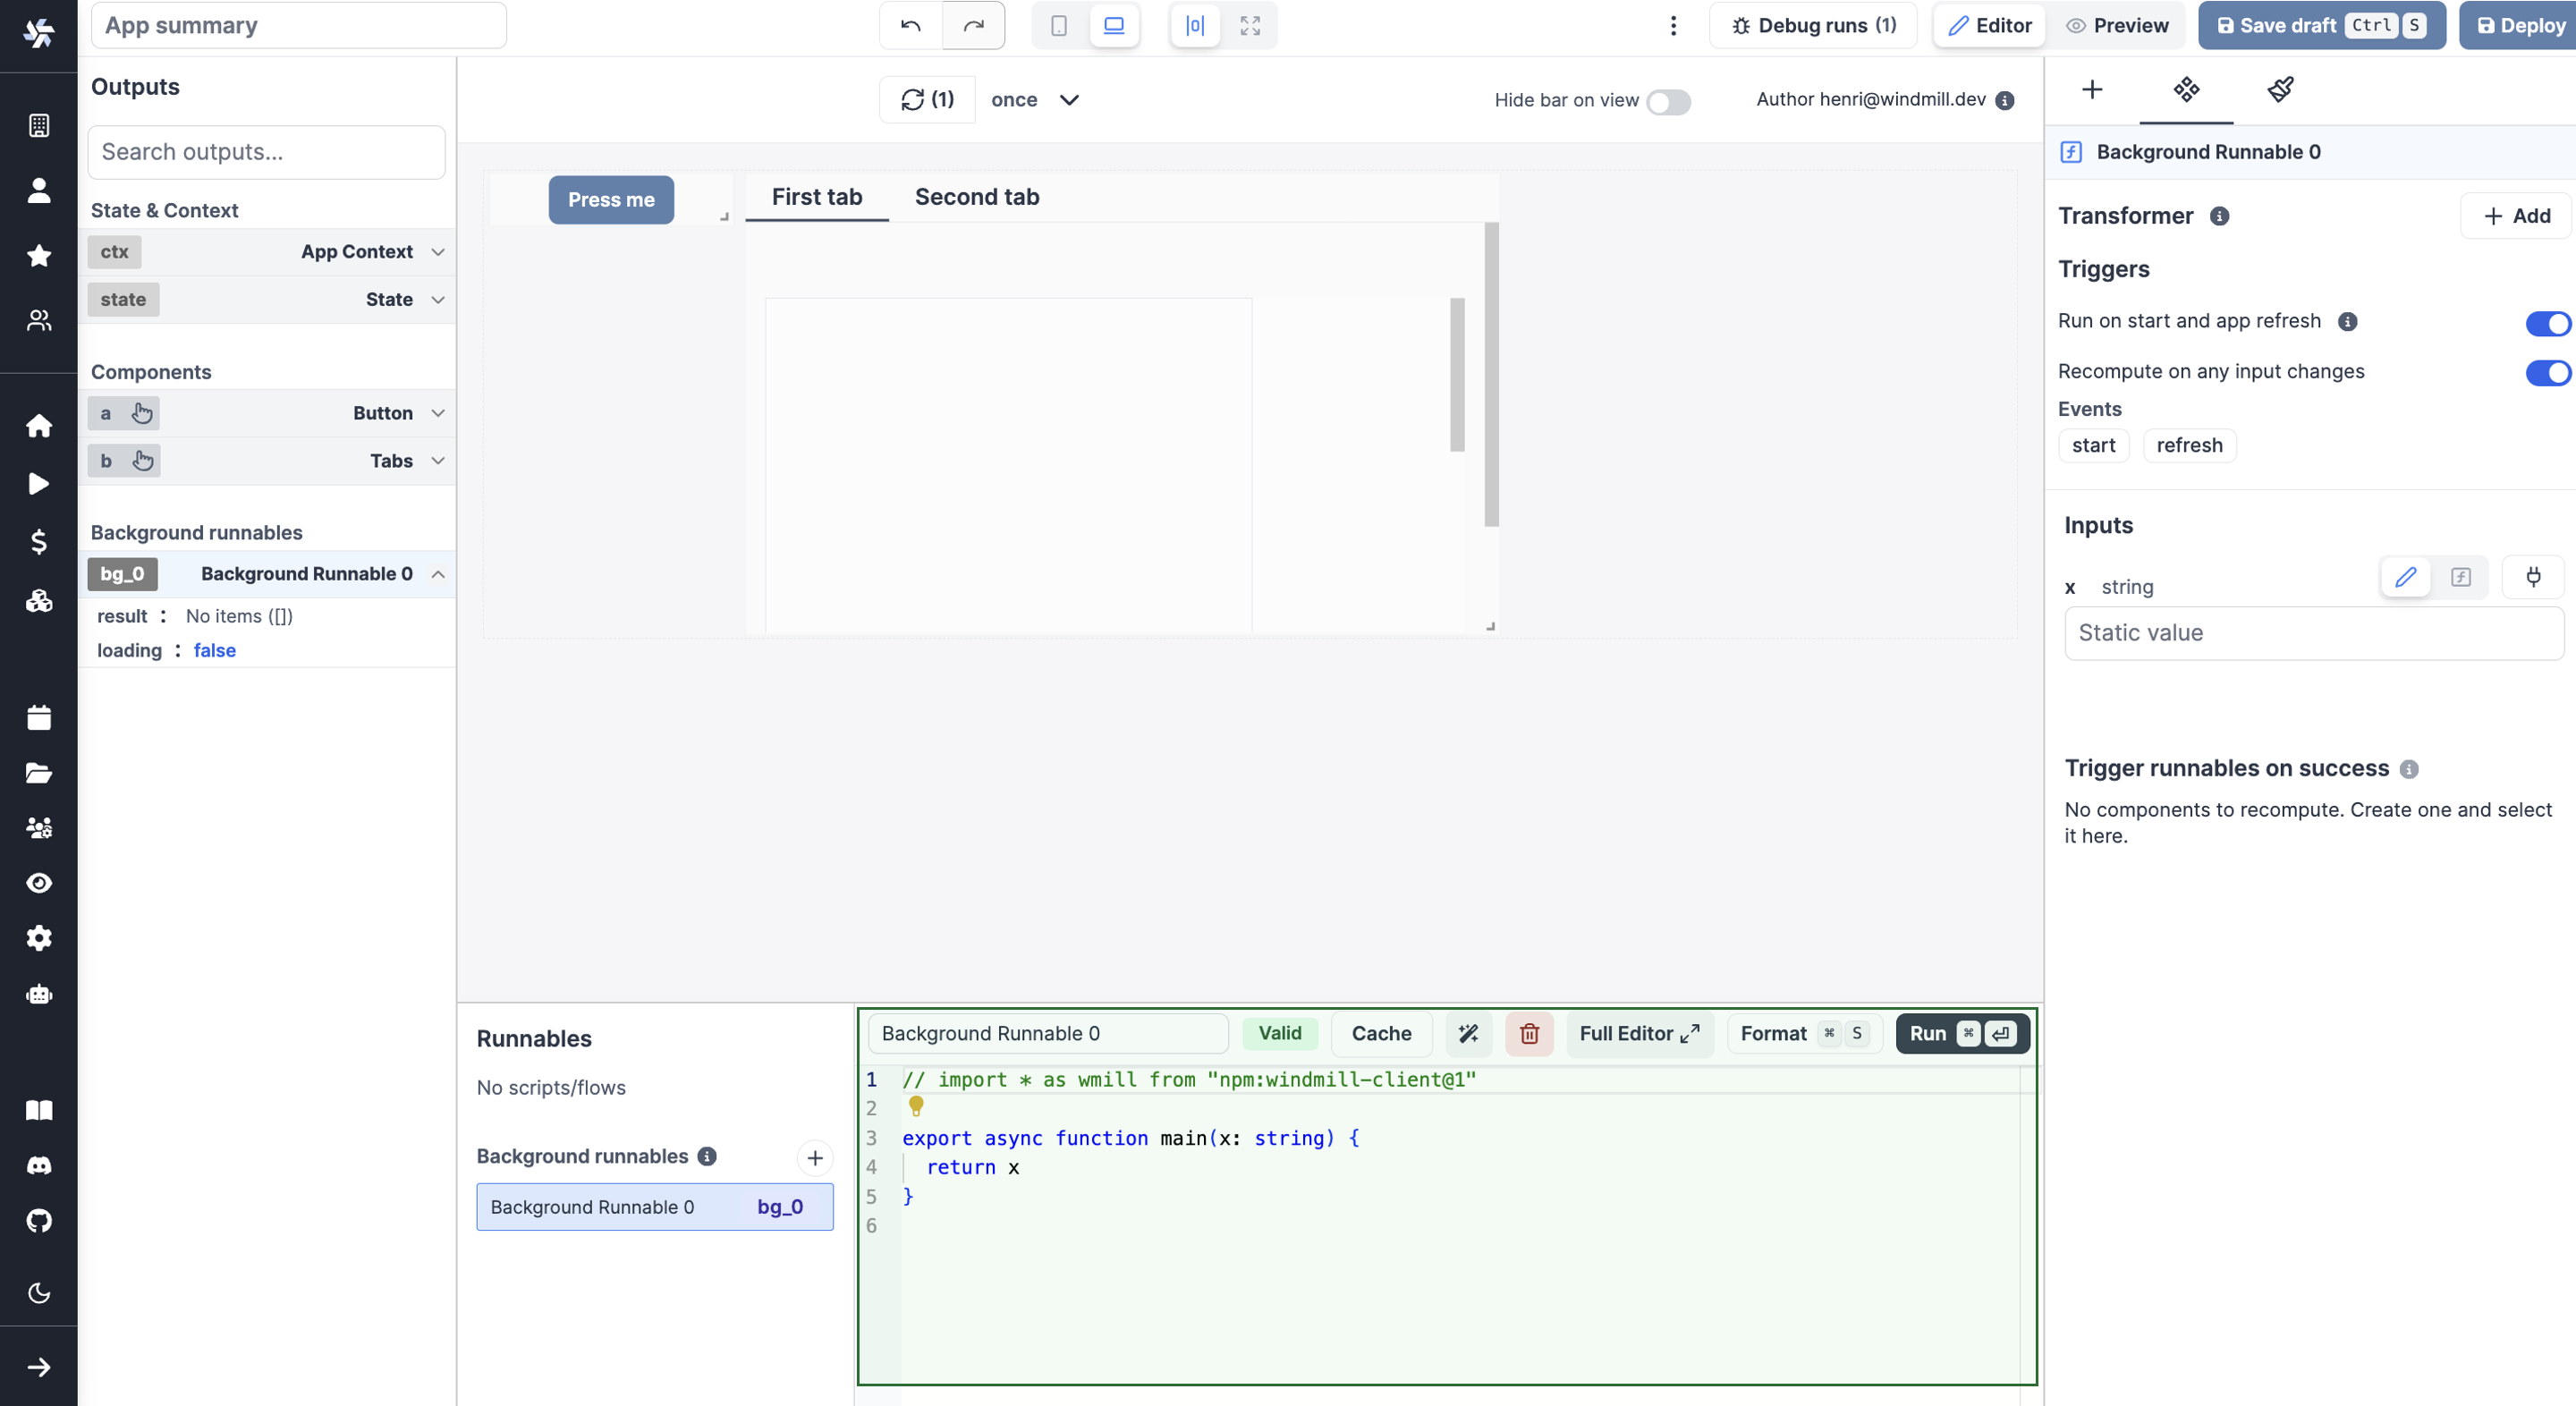 App summary
Debug runs (1)
Editor
Preview
Save draft Ctrl S
Deploy
Outputs
Search outputs...
State & Context
ctx App Context
state State
Components
a Button
b Tabs
Background runnables
bg_0 Background Runnable 0
result : No items ([])
loading : false
(1) once
Hide bar on view
Author henri@windmill.dev
Press me
First tab Second tab
Runnables
No scripts/flows
Background runnables
Background Runnable 0 bg_0
Background Runnable 0 Valid Cache Full Editor Format ⌘ S Run ⌘
1 // import * as wmill from "npm:windmill-client@1"
2
3 export async function main(x: string) {
4 return x
5 }
6
Background Runnable 0
Transformer
Add
Triggers
Run on start and app refresh
Recompute on any input changes
Events
start refresh
Inputs
x string
Static value
Trigger runnables on success
No components to recompute. Create one and select
it here.